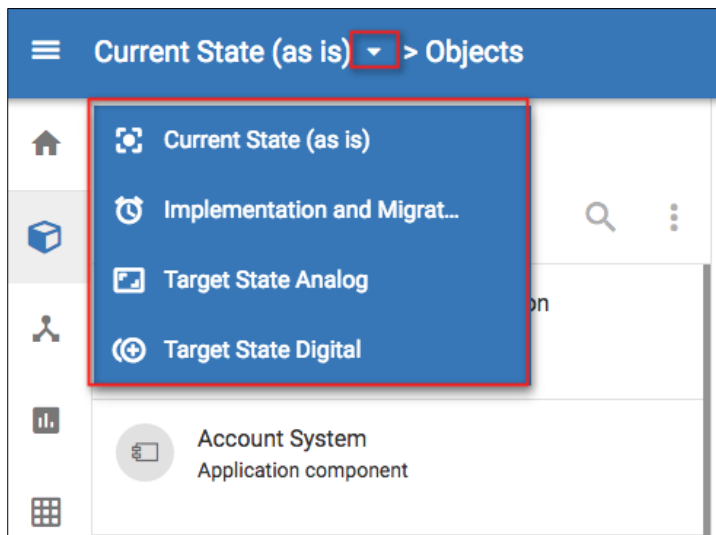 Current State (as is) > Objects
Current State (as is)
Implementation and Migrat...
Target State Analog
Target State Digital
on
Account System
Application component